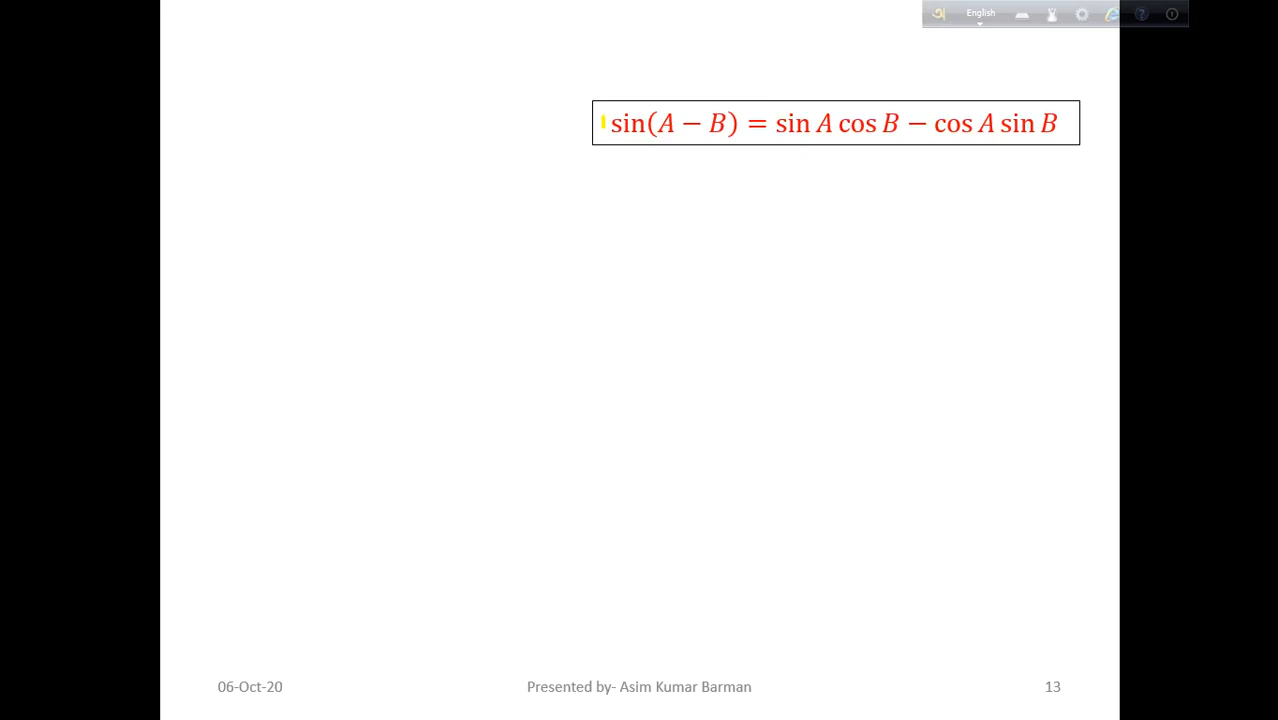 অ English
sin(A − B) = sin A cos B − cos A sin B
06-Oct-20 Presented by- Asim Kumar Barman 13